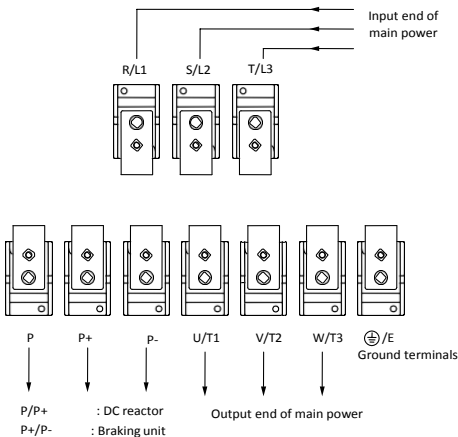 Input end of
main power
R/L1 S/L2 T/L3
P P+ P- U/T1 V/T2 W/T3 ⏚/E
Ground terminals
P/P+ : DC reactor Output end of main power
P+/P- : Braking unit